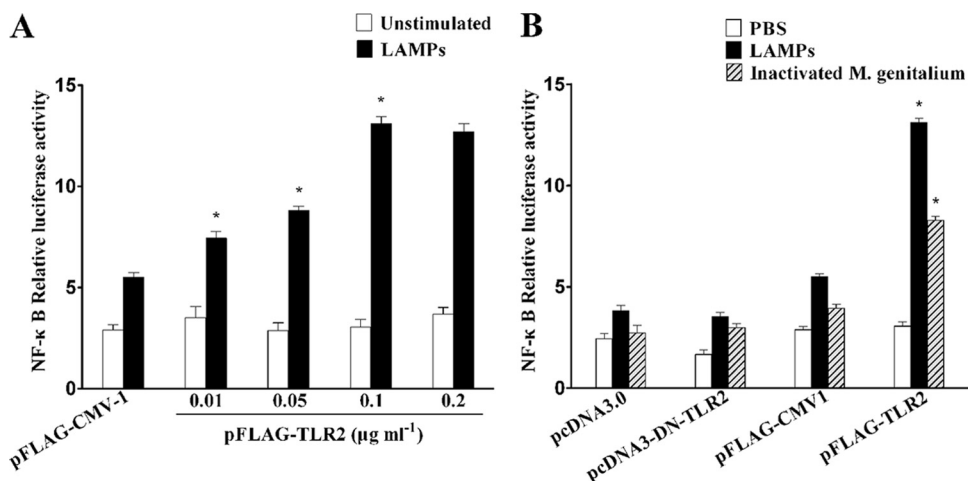 A
Unstimulated
LAMPs
NF-κ B Relative luciferase activity
15
10
5
0
pFLAG-CMV-1
0.01 0.05 0.1 0.2
pFLAG-TLR2 (μg ml⁻¹)
* * *
B
PBS
LAMPs
Inactivated M. genitalium
NF-κ B Relative luciferase activity
15
10
5
0
* *
pcDNA3.0
pcDNA3-DN-TLR2
pFLAG-CMV1
pFLAG-TLR2